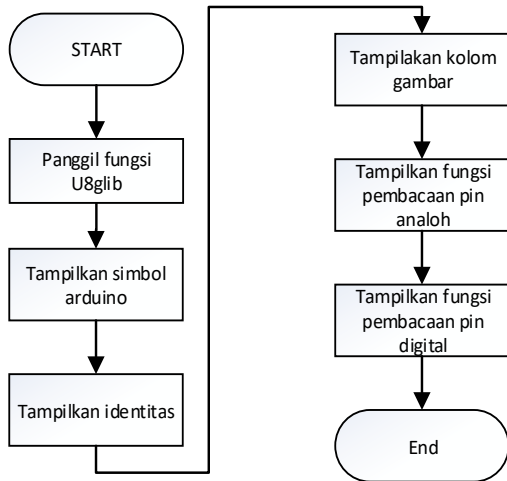 START
Panggil fungsi
U8glib
Tampilkan simbol
arduino
Tampilkan identitas
Tampilakan kolom
gambar
Tampilkan fungsi
pembacaan pin
analoh
Tampilkan fungsi
pembacaan pin
digital
End